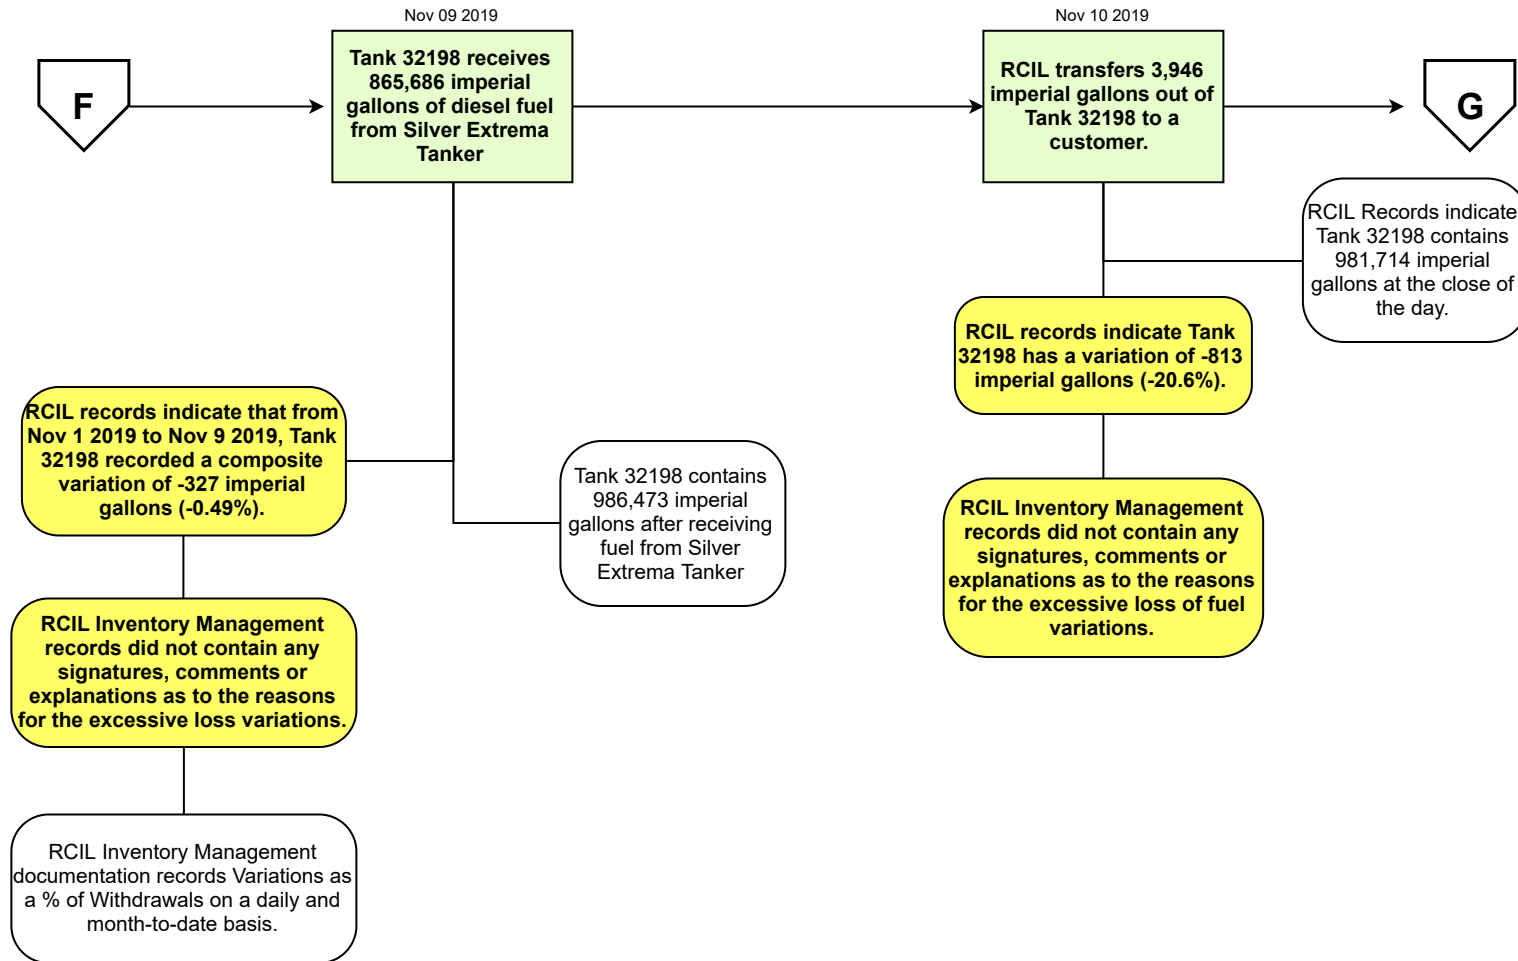 Nov 09 2019
Nov 10 2019
F
Tank 32198 receives
865,686 imperial
gallons of diesel fuel
from Silver Extrema
Tanker
RCIL transfers 3,946
imperial gallons out of
Tank 32198 to a
customer.
G
RCIL Records indicate
Tank 32198 contains
981,714 imperial
gallons at the close of
the day.
RCIL records indicate Tank
32198 has a variation of -813
imperial gallons (-20.6%).
RCIL records indicate that from
Nov 1 2019 to Nov 9 2019, Tank
32198 recorded a composite
variation of -327 imperial
gallons (-0.49%).
Tank 32198 contains
986,473 imperial
gallons after receiving
fuel from Silver
Extrema Tanker
RCIL Inventory Management
records did not contain any
signatures, comments or
explanations as to the reasons
for the excessive loss of fuel
variations.
RCIL Inventory Management
records did not contain any
signatures, comments or
explanations as to the reasons
for the excessive loss variations.
RCIL Inventory Management
documentation records Variations as
a % of Withdrawals on a daily and
month-to-date basis.